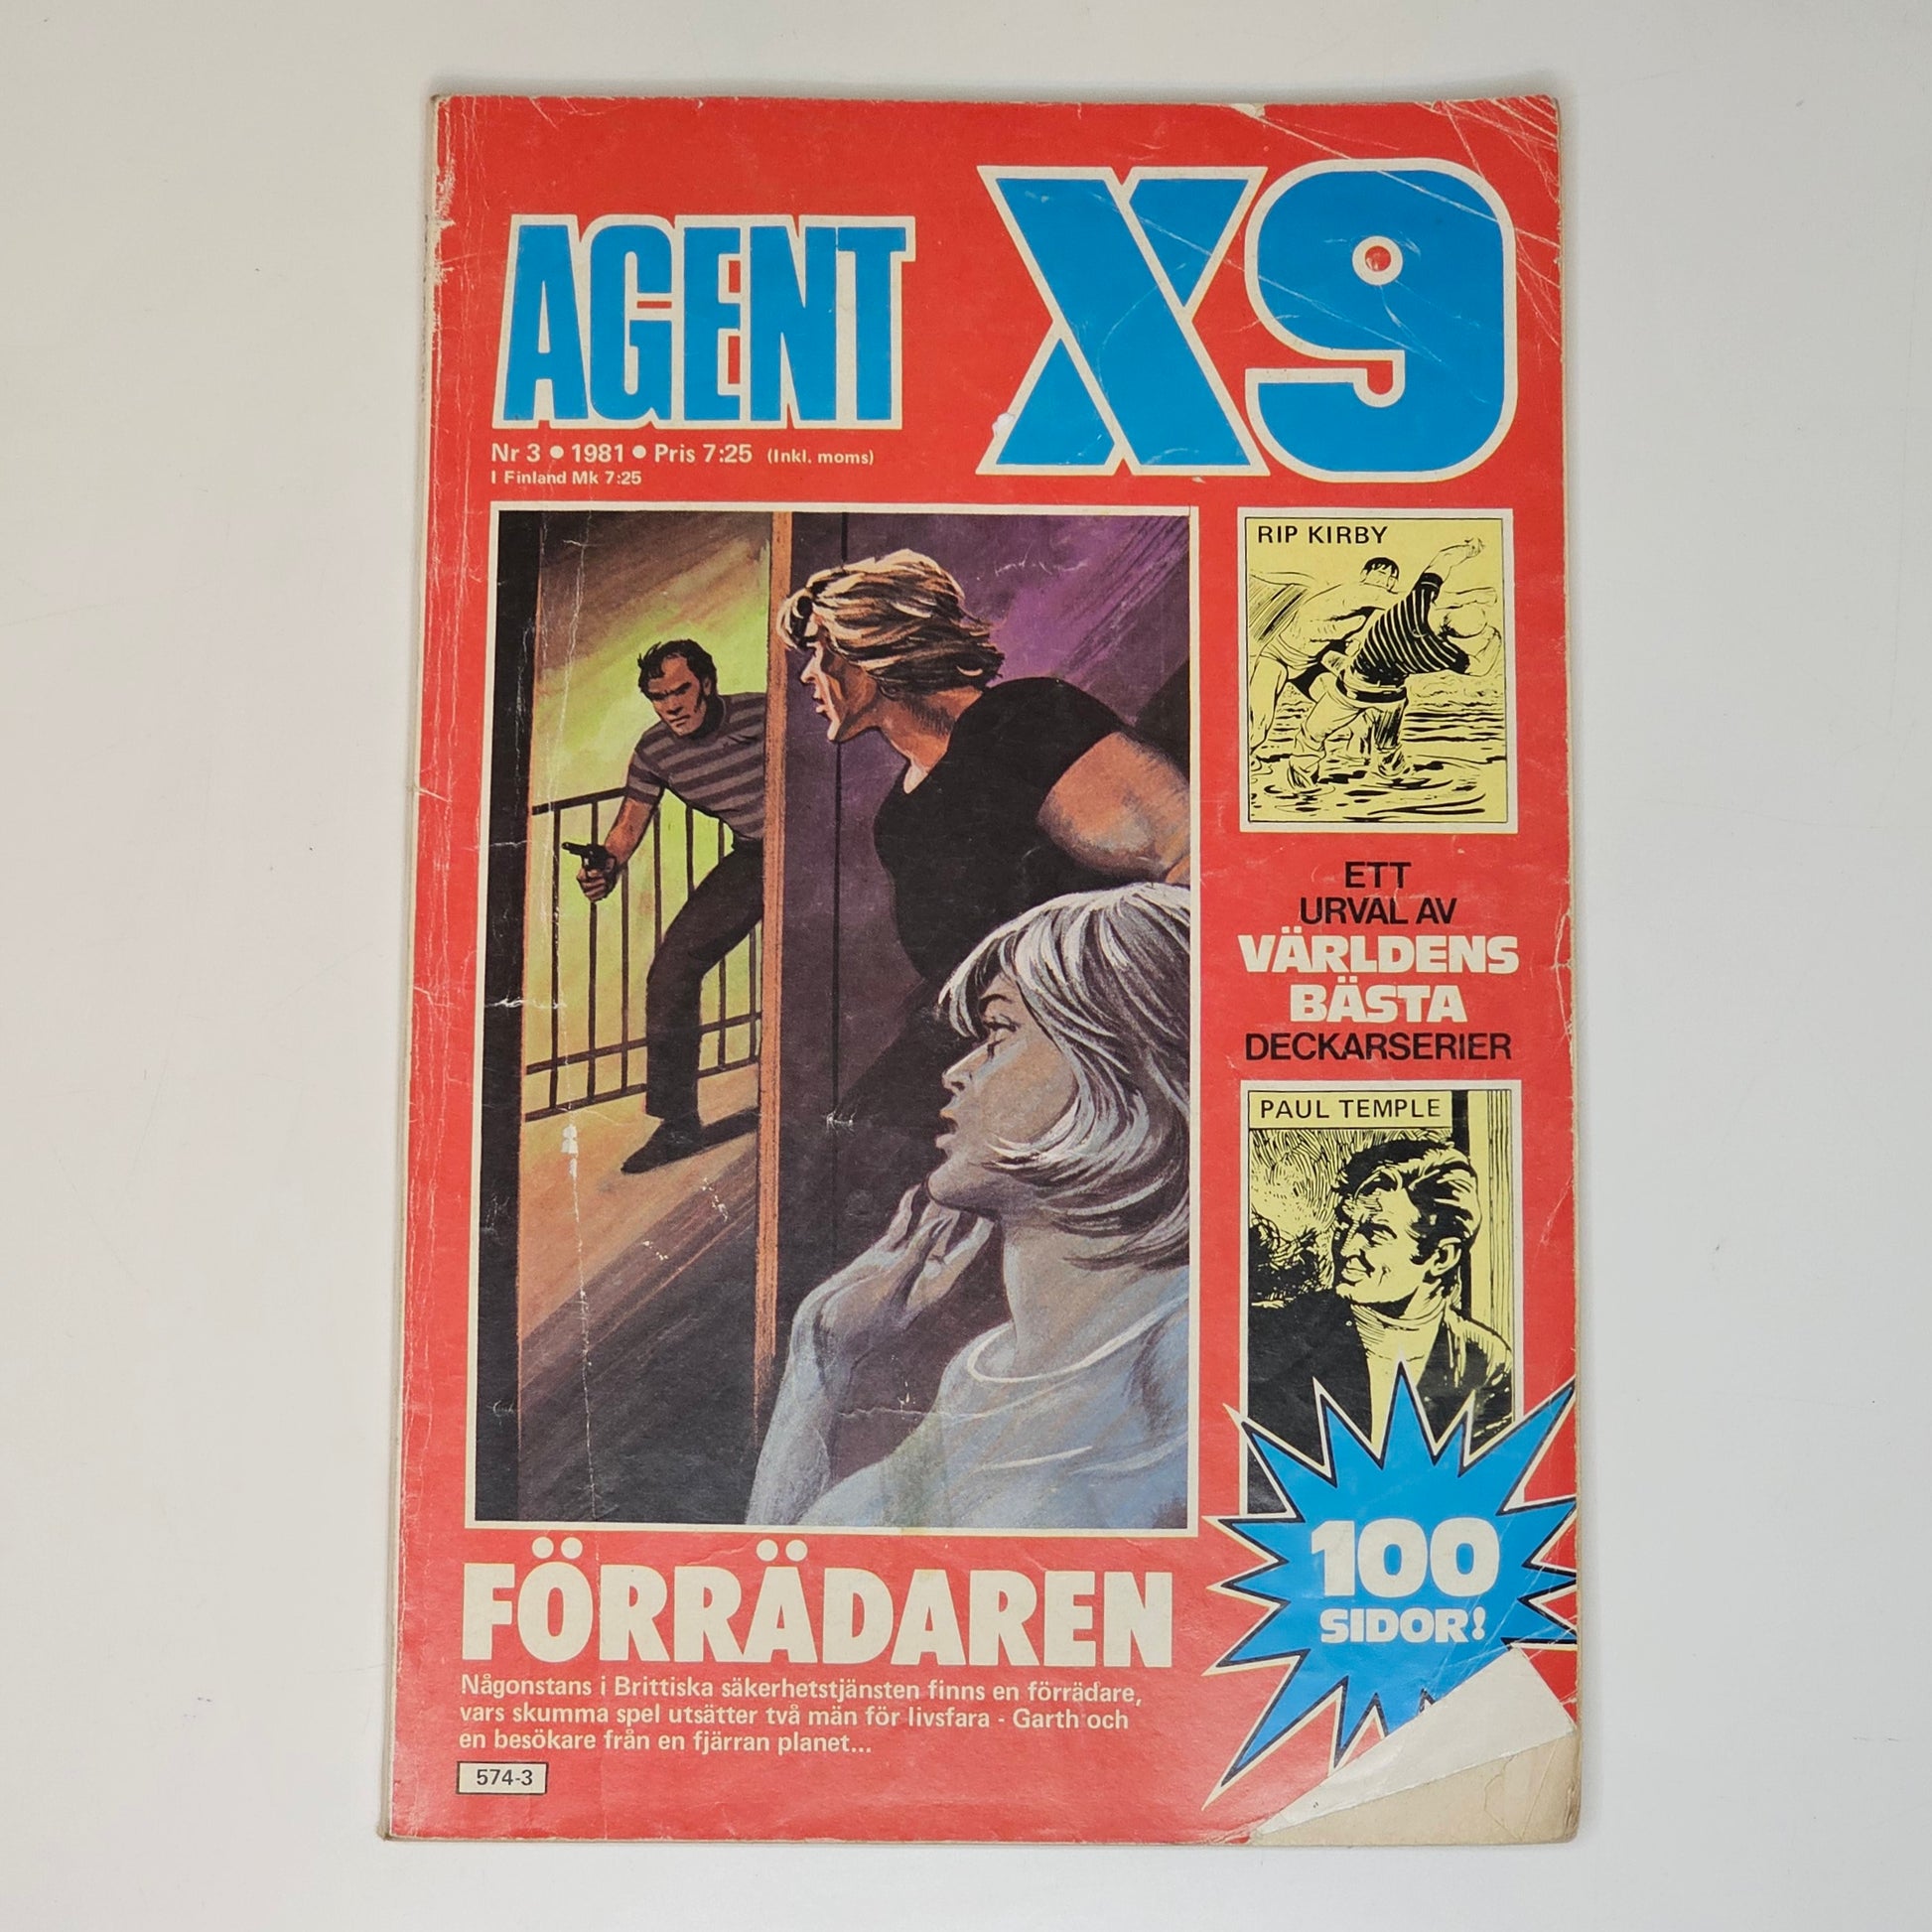 AGENT X9
Nr 3 • 1981 • Pris 7:25 (Inkl. moms)
I Finland Mk 7:25
RIP KIRBY
ETT
URVAL AV
VÄRLDENS
BÄSTA
DECKARSERIER
PAUL TEMPLE
100
SIDOR!
FÖRRÄDAREN
Någonstans i Brittiska säkerhetstjänsten finns en förrädare,
vars skumma spel utsätter två män för livsfara - Garth och
en besökare från en fjärran planet...
574-3